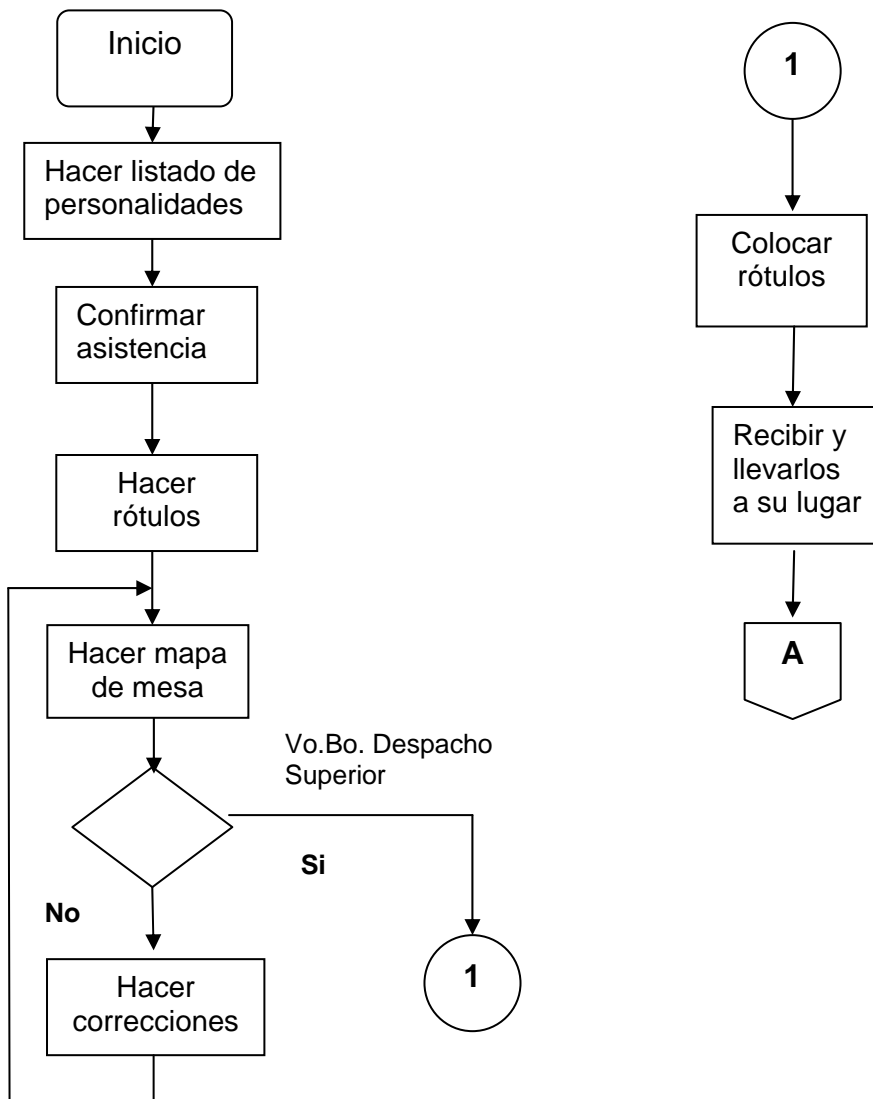 Inicio
Hacer listado de
personalidades
Confirmar
asistencia
Hacer
rótulos
Hacer mapa
de mesa
Vo.Bo. Despacho
Superior
Si
No
Hacer
correcciones
1
1
Colocar
rótulos
Recibir y
llevarlos
a su lugar
A